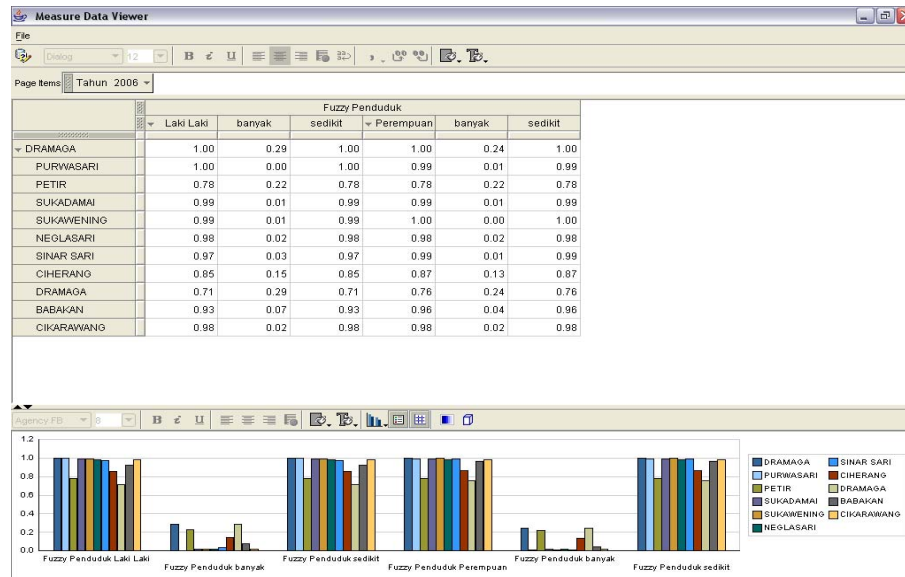 Measure Data Viewer
File
Dialog 12 B i U
Page Items Tahun 2006
Fuzzy Penduduk
Laki Laki banyak sedikit Perempuan banyak sedikit
DRAMAGA 1.00 0.29 1.00 1.00 0.24 1.00
PURWASARI 1.00 0.00 1.00 0.99 0.01 0.99
PETIR 0.78 0.22 0.78 0.78 0.22 0.78
SUKADAMAI 0.99 0.01 0.99 0.99 0.01 0.99
SUKAWENING 0.99 0.01 0.99 1.00 0.00 1.00
NEGLASARI 0.98 0.02 0.98 0.98 0.02 0.98
SINAR SARI 0.97 0.03 0.97 0.99 0.01 0.99
CIHERANG 0.85 0.15 0.85 0.87 0.13 0.87
DRAMAGA 0.71 0.29 0.71 0.76 0.24 0.76
BABAKAN 0.93 0.07 0.93 0.96 0.04 0.96
CIKARAWANG 0.98 0.02 0.98 0.98 0.02 0.98
Agency FB 8 B i U
1.2
1.0
0.8
0.6
0.4
0.2
0.0
Fuzzy Penduduk Laki Laki
Fuzzy Penduduk banyak
Fuzzy Penduduk sedikit
Fuzzy Penduduk Perempuan
Fuzzy Penduduk banyak
Fuzzy Penduduk sedikit
DRAMAGA SINAR SARI
PURWASARI CIHERANG
PETIR DRAMAGA
SUKADAMAI BABAKAN
SUKAWENING CIKARAWANG
NEGLASARI